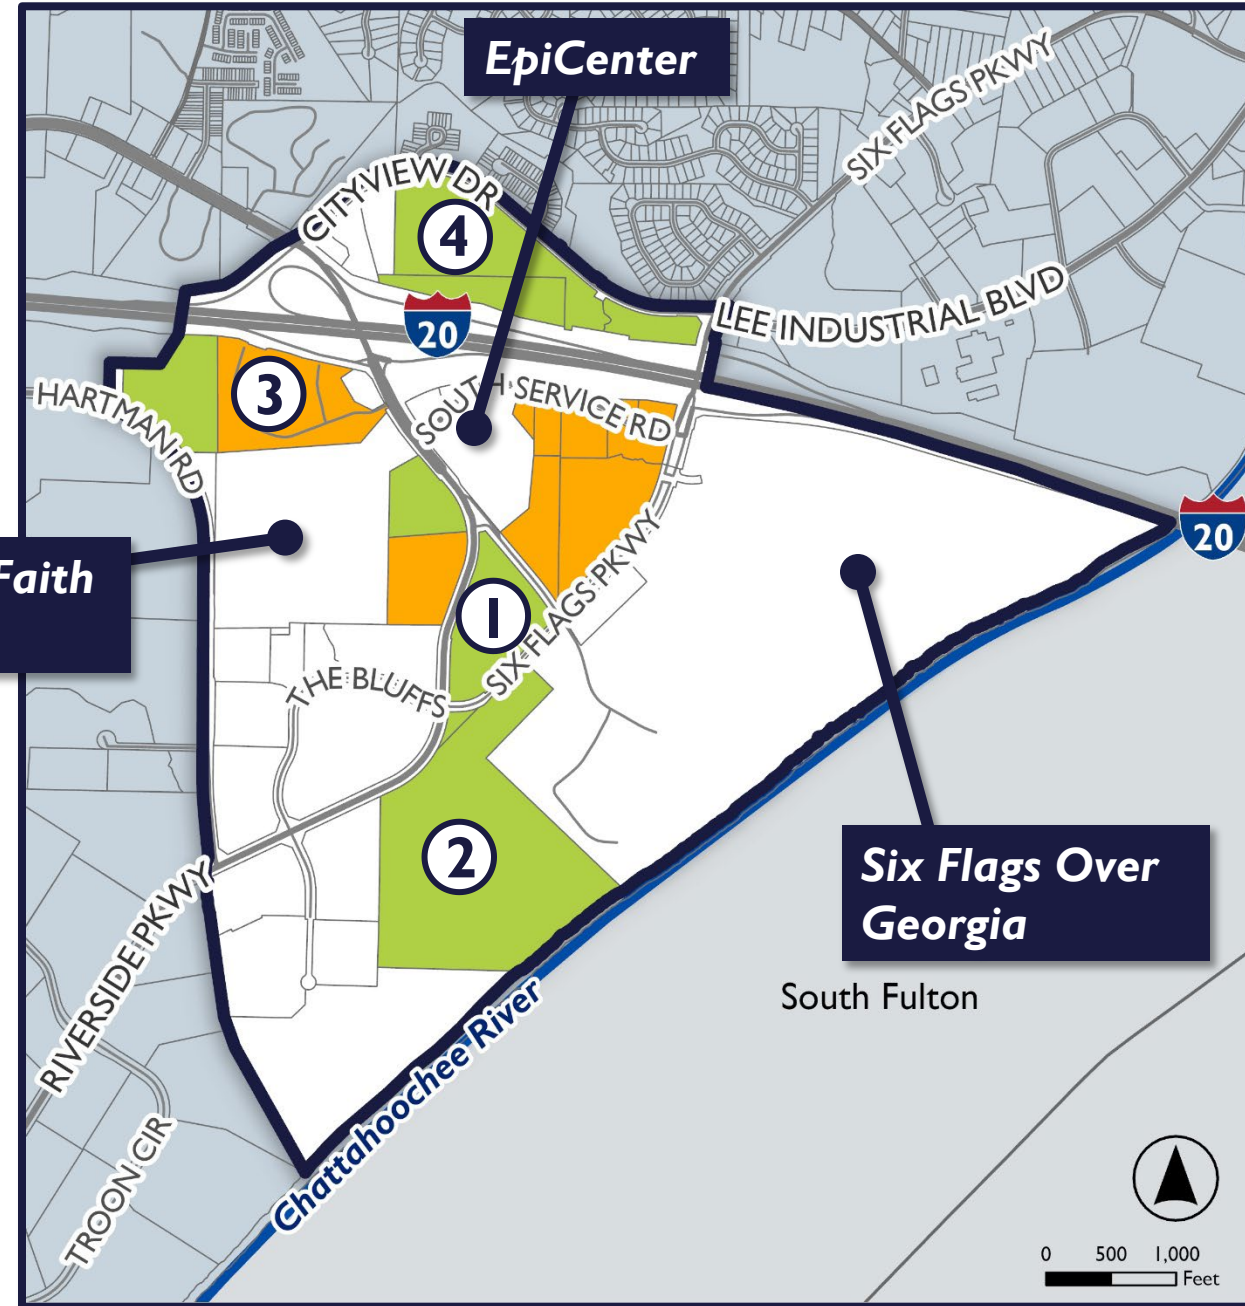 EpiCenter
SIX FLAGS PKWY
CITYVIEW DR
4
LEE INDUSTRIAL BLVD
20
3
HARTMAN RD
SOUTH SERVICE RD
20
Faith
1
SIX FLAGS PKWY
THE BLUFFS
2
Six Flags Over
Georgia
RIVERSIDE PKWY
South Fulton
Chattahoochee River
TROON CIR
0 500 1,000
Feet